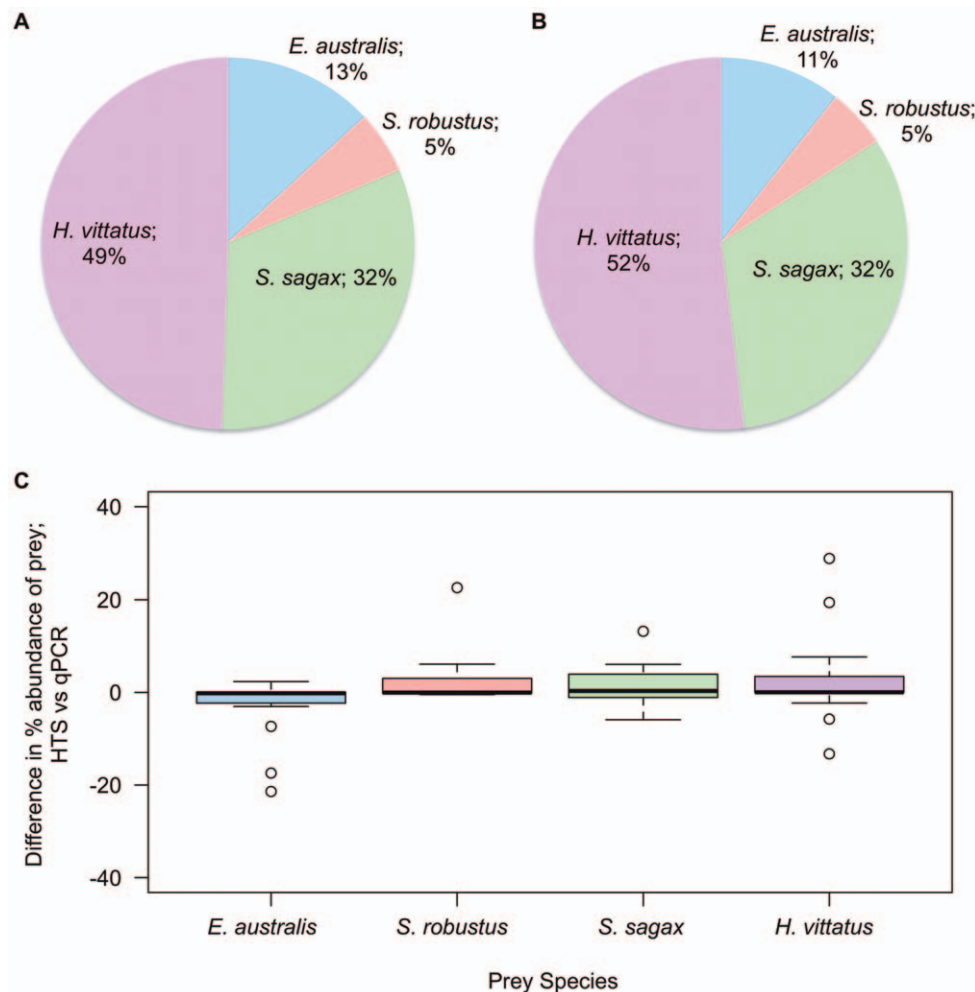 A
E. australis;
13%
S. robustus;
5%
H. vittatus;
49%
S. sagax; 32%
B
E. australis;
11%
S. robustus;
5%
H. vittatus;
52%
S. sagax; 32%
C
Difference in % abundance of prey;
HTS vs qPCR
40
20
0
-20
-40
E. australis
S. robustus
S. sagax
H. vittatus
Prey Species